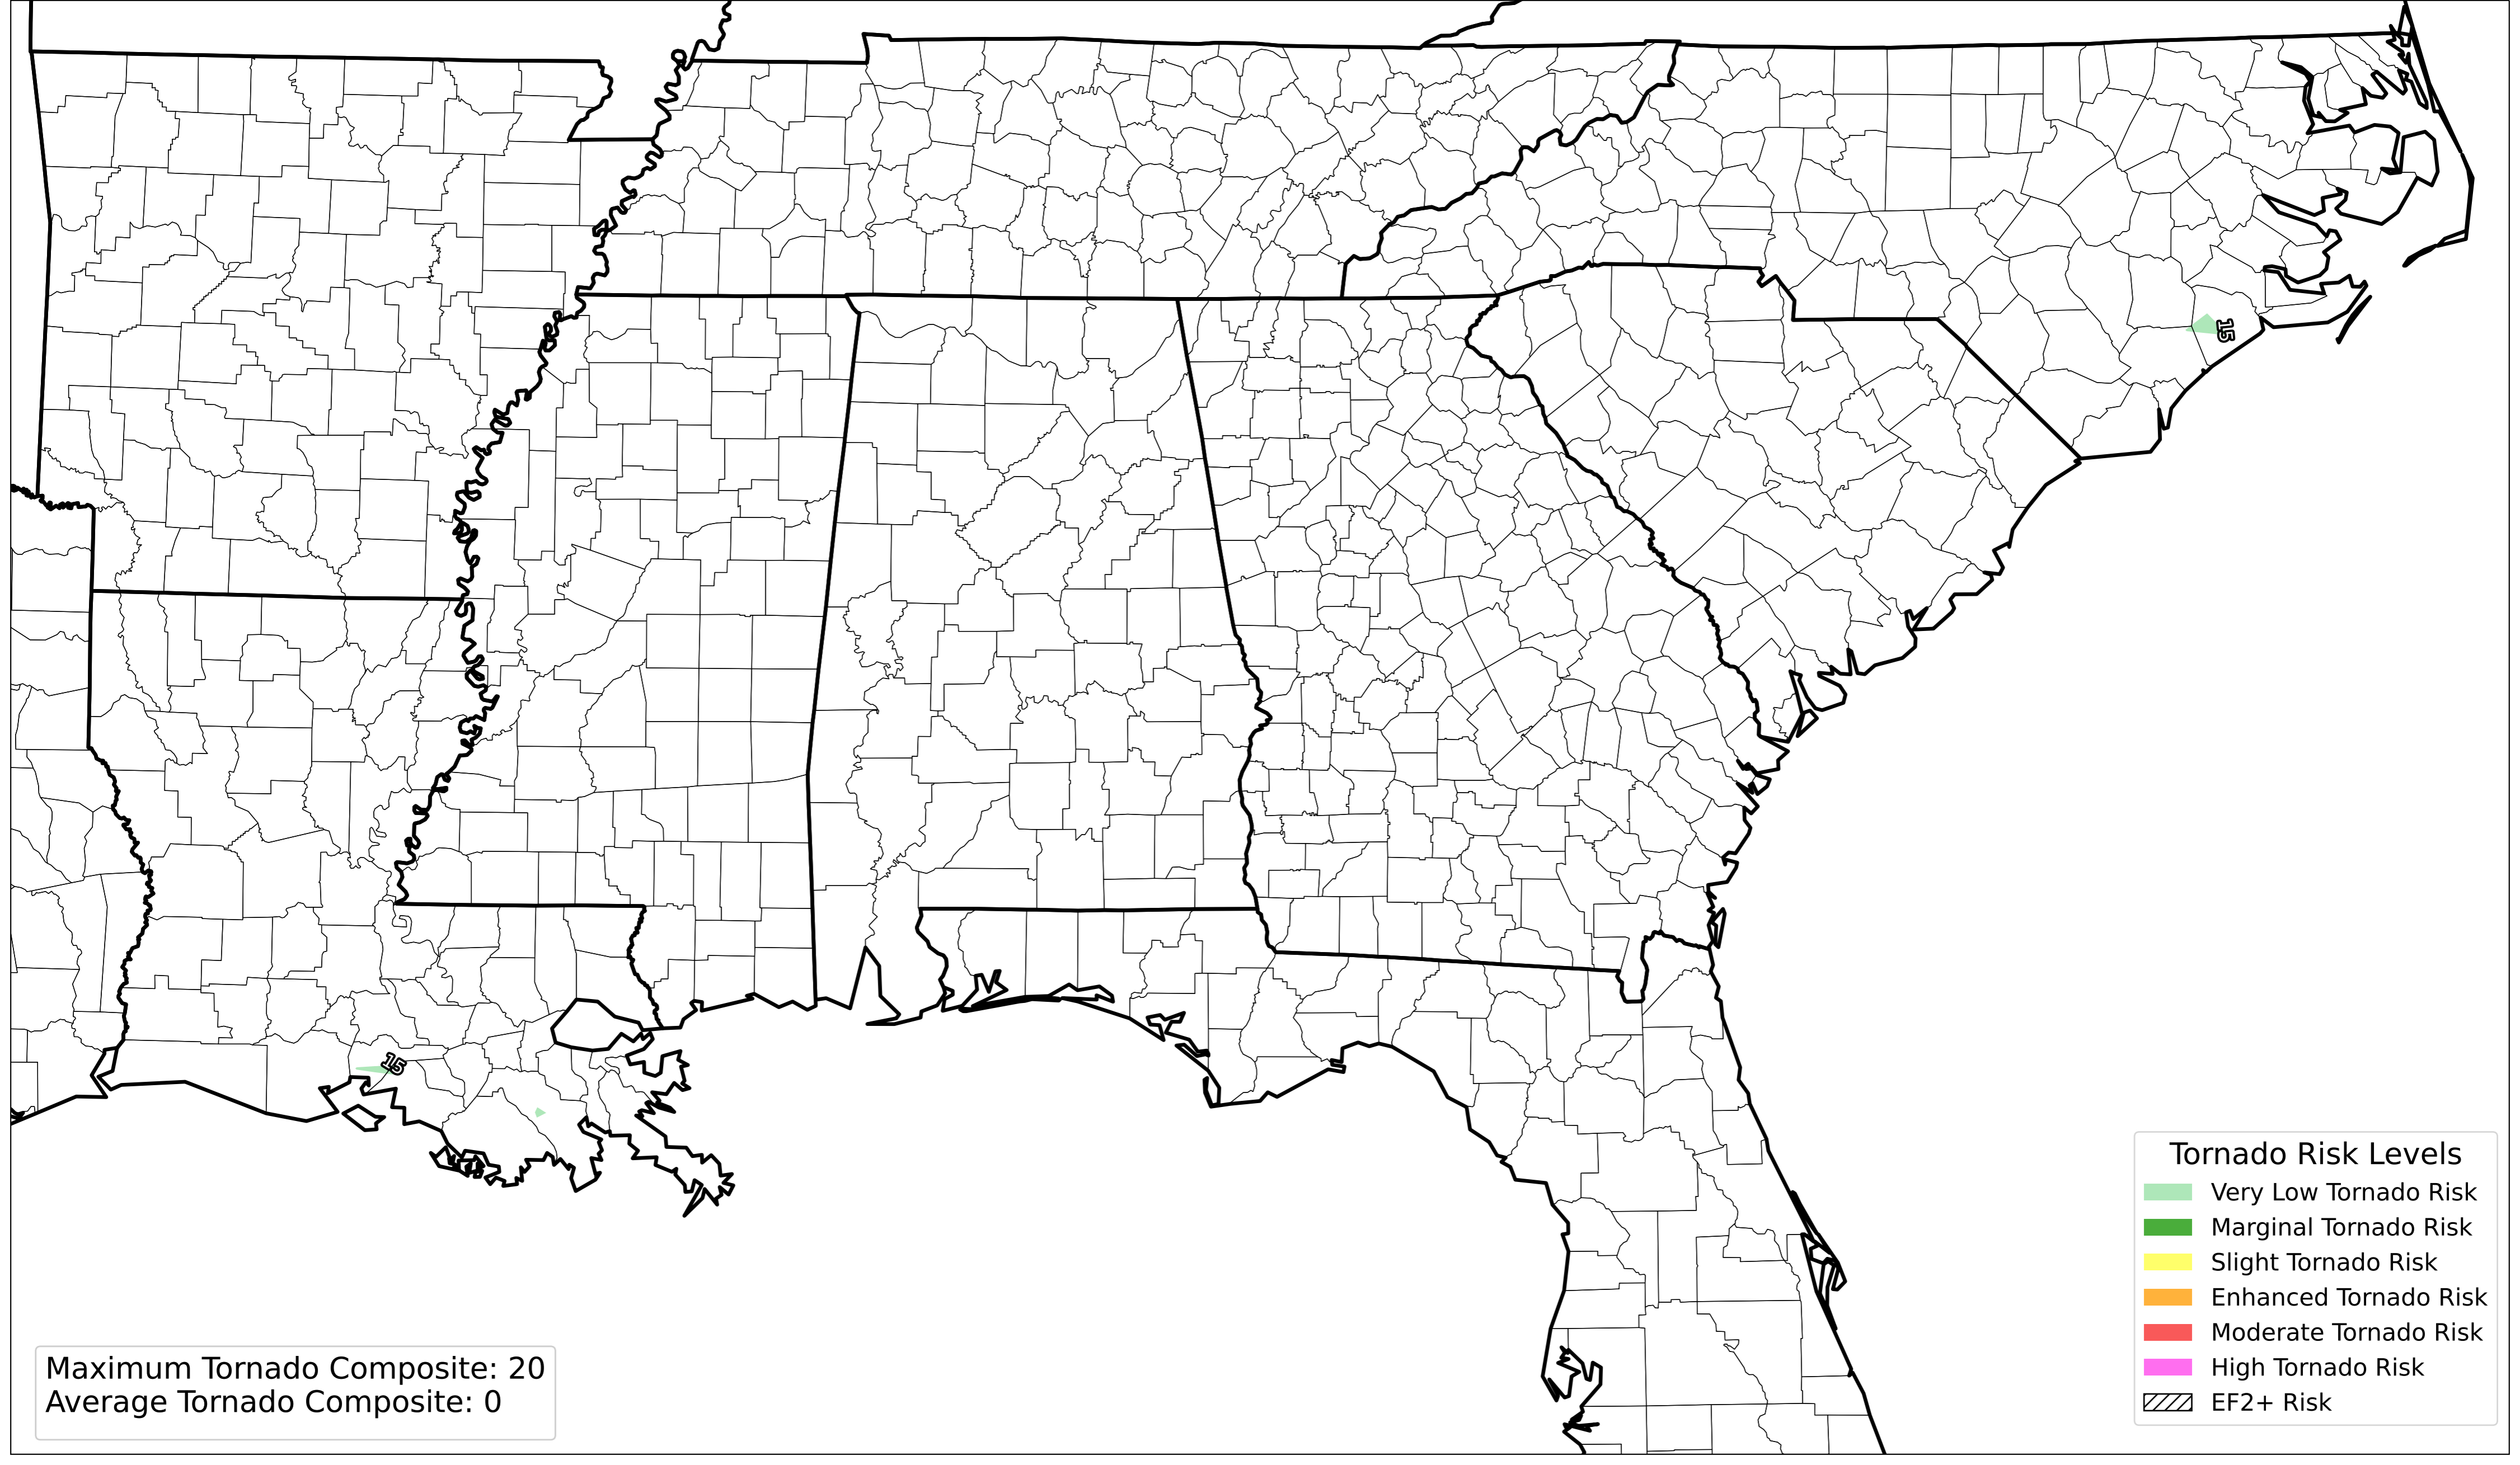 15
15
Tornado Risk Levels
Very Low Tornado Risk
Marginal Tornado Risk
Slight Tornado Risk
Enhanced Tornado Risk
Moderate Tornado Risk
High Tornado Risk
EF2+ Risk
Maximum Tornado Composite: 20
Average Tornado Composite: 0